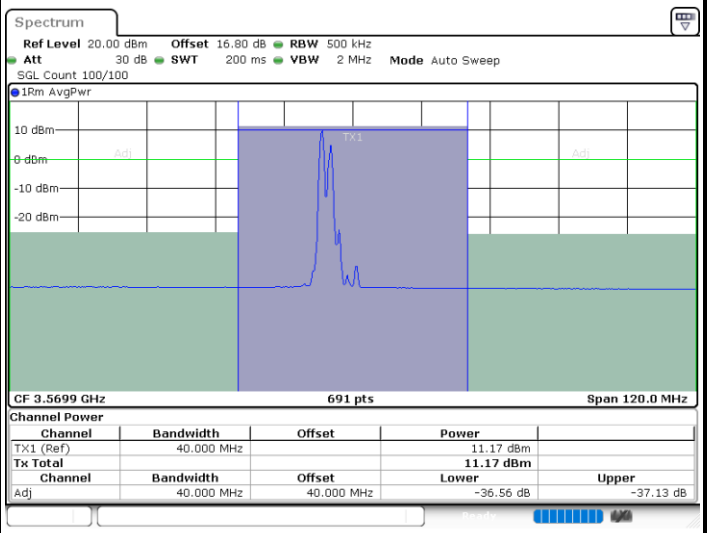 Spectrum
Ref Level 20.00 dBm Offset 16.80 dB RBW 500 kHz
Att 30 dB SWT 200 ms VBW 2 MHz Mode Auto Sweep
SGL Count 100/100
1Rm AvgPwr
10 dBm
TX1
0 dBm
Adj
Adj
-10 dBm
-20 dBm
CF 3.5699 GHz 691 pts Span 120.0 MHz
Channel Power
Channel Bandwidth Offset Power
TX1 (Ref) 40.000 MHz 11.17 dBm
Tx Total 11.17 dBm
Channel Bandwidth Offset Lower Upper
Adj 40.000 MHz 40.000 MHz -36.56 dB -37.13 dB
Ready